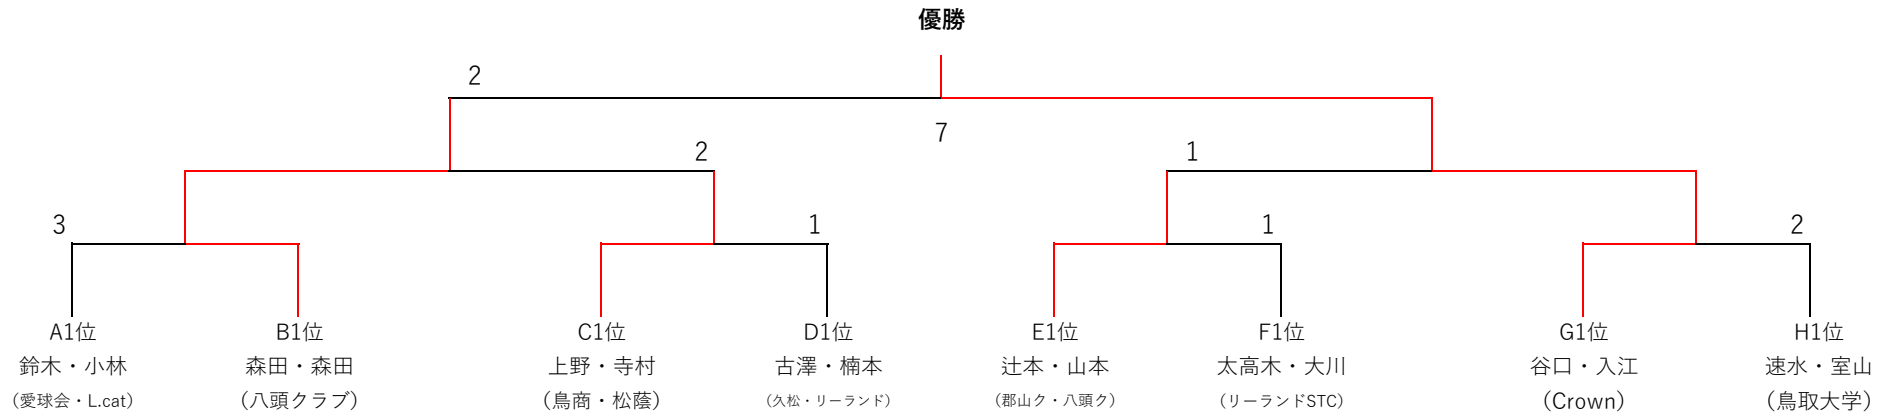 優勝
2
7
2
1
3
1
1
2
A1位
B1位
C1位
D1位
E1位
F1位
G1位
H1位
鈴木・小林
森田・森田
上野・寺村
古澤・楠本
辻本・山本
太高木・大川
谷口・入江
速水・室山
（愛球会・L.cat）
（八頭クラブ）
（鳥商・松蔭）
（久松・リーランド）
（郡山ク・八頭ク）
（リーランドSTC）
（Crown）
（鳥取大学）